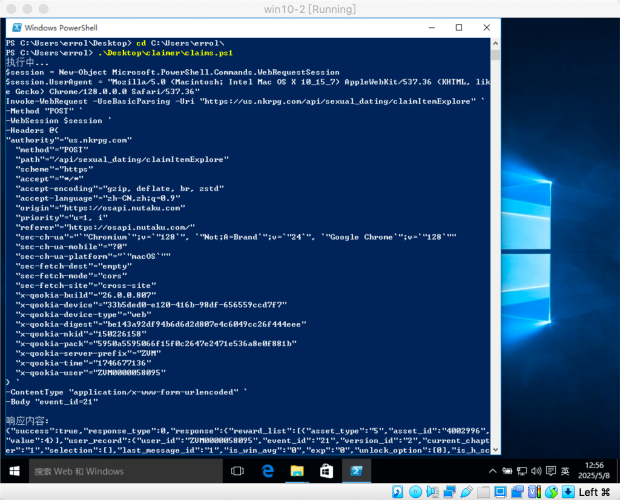 win10-2 [Running]
Windows PowerShell
PS C:\Users\errol\Desktop> cd C:\Users\errol\
PS C:\Users\errol> .\Desktop\claimer\claims.ps1
执行中...
$session = New-Object Microsoft.PowerShell.Commands.WebRequestSession
$session.UserAgent = "Mozilla/5.0 (Macintosh; Intel Mac OS X 10_15_7) AppleWebKit/537.36 (KHTML, lik
e Gecko) Chrome/128.0.0.0 Safari/537.36"
Invoke-WebRequest -UseBasicParsing -Uri "https://us.nkrpg.com/api/sexual_dating/claimItemExplore" `
-Method "POST" `
-WebSession $session `
-Headers @{
"authority"="us.nkrpg.com"
"method"="POST"
"path"="/api/sexual_dating/claimItemExplore"
"scheme"="https"
"accept"="*/*"
"accept-encoding"="gzip, deflate, br, zstd"
"accept-language"="zh-CN,zh;q=0.9"
"origin"="https://osapi.nutaku.com"
"priority"="u=1, i"
"referer"="https://osapi.nutaku.com/"
"sec-ch-ua"="`"Chromium`";v=`"128`", `"Not;A=Brand`";v=`"24`", `"Google Chrome`";v=`"128`""
"sec-ch-ua-mobile"="?0"
"sec-ch-ua-platform"="`"macOS`""
"sec-fetch-dest"="empty"
"sec-fetch-mode"="cors"
"sec-fetch-site"="cross-site"
"x-qookia-build"="26.0.0.807"
"x-qookia-device"="33b5ded0-e120-416b-98df-656559ccd7f7"
"x-qookia-device-type"="web"
"x-qookia-digest"="be143a92df94b6d6d2d807e4c6049cc26f444eee"
"x-qookia-nkid"="150226158"
"x-qookia-pack"="5950a5595066f15f0c2647e2471e536a8e0f881b"
"x-qookia-server-prefix"="ZVM"
"x-qookia-time"="1746677136"
"x-qookia-user"="ZVM0000058095"
} `
-ContentType "application/x-www-form-urlencoded" `
-Body "event_id=21"
响应内容:
{"success":true,"response_type":0,"response":{"reward_list":[{"asset_type":"5","asset_id":"4002996",
"value":4}],"user_record":{"user_id":"ZVM0000058095","event_id":"21","version_id":"2","current_chapt
er":"1","selection":[],"last_message_id":"1","is_win_avg":"0","exp":"0","unlock_option":[0],"is_h_sc
搜索 Web 和 Windows
英
12:56
2025/5/8
Left ⌘